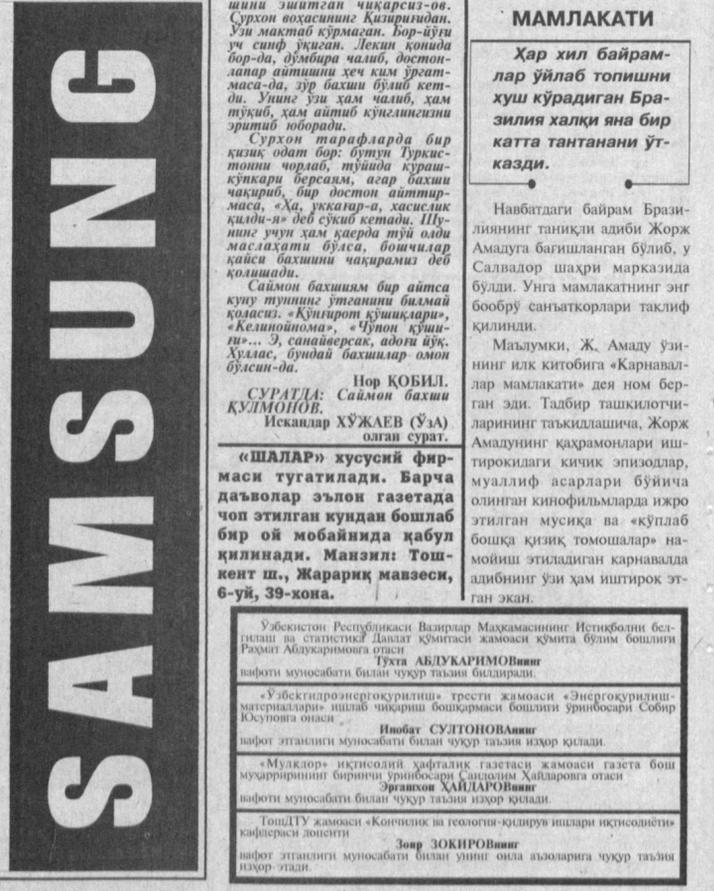 SAMSUNG
шини эшитган чиқарсиз-ов.
Сурхон воҳасининг Қизириғидан.
Ўзи мактаб кўрмаган. Бор-йўғи
уч синф ўқиган. Лекин қонида
бор-да, дўмбира чалиб, достон-
лапар айтишни ҳеч ким ўргат-
маса-да, зўр бахши бўлиб кет-
ди. Унинг ўзи ҳам чалиб, ҳам
тўқиб, ҳам айтиб кўнглингизни
эритиб юборади.
Сурхон тарафларда бир
қизиқ одат бор: бутун Туркис-
тонни чорлаб, тўйида кураш-
кўпкари берсаям, агар бахши
чақириб, бир достон айттир-
маса, «Ҳа, уккағар-а, хасислик
қилди-я» деб сўкиб кетади. Шу-
нинг учун ҳам қаерда тўй олди
маслаҳати бўлса, бошчилар
қайси бахшини чақирамиз деб
қолишади.
Саймон бахшиям бир айтса
куну туннинг ўтганини билмай
қоласиз. «Қўнғирот қўшиқлари»,
«Келинойнома», «Чўпон қўши-
ғи»... Э, санайверсак, адоғи йўқ.
Хуллас, бундай бахшилар омон
бўлсин-да.
Нор ҚОБИЛ.
СУРАТДА: Саймон бахши
ҚУЛМОНОВ.
Искандар ХЎЖАЕВ (ЎзА)
олган сурат.
«ШАЛАР» хусусий фир-
маси тугатилади. Барча
даъволар эълон газетада
чоп этилган кундан бошлаб
бир ой мобайнида қабул
қилинади. Манзил: Тош-
кент ш., Жарариқ мавзеси,
6-уй, 39-хона.
МАМЛАКАТИ
Ҳар хил байрам-
лар ўйлаб топишни
хуш кўрадиган Бра-
зилия халқи яна бир
катта тантанани ўт-
казди.
Навбатдаги байрам Брази-
лиянинг таниқли адиби Жорж
Амадуга бағишланган бўлиб, у
Салвадор шаҳри марказида
бўлди. Унга мамлакатнинг энг
бообрў санъаткорлари таклиф
қилинди.
Маълумки, Ж. Амаду ўзи-
нинг илк китобига «Карнавал-
лар мамлакати» дея ном бер-
ган эди. Тадбир ташкилотчи-
ларининг таъкидлашича, Жорж
Амадунинг қаҳрамонлари иш-
тирокидаги кичик эпизодлар,
муаллиф асарлари бўйича
олинган кинофильмларда ижро
этилган мусиқа ва «кўплаб
бошқа қизиқ томошалар» на-
мойиш этиладиган карнавалда
адибнинг ўзи ҳам иштирок эт-
ган экан.
Ўзбекистон Республикаси Вазирлар Маҳкамасининг Истиқболни бел-
гилаш ва статистика Давлат қўмитаси жамоаси қўмита бўлим бошлиғи
Раҳмат Абдукаримовга отаси
Тўхта АБДУКАРИМОВнинг
вафоти муносабати билан чуқур таъзия билдиради.
«Ўзбекгидроэнергоқурилиш» трести жамоаси «Энергоқурилиш-
материаллари» ишлаб чиқариш бошқармаси бошлиғи ўринбосари Собир
Юсуповга онаси
Инобат СУЛТОНОВАнинг
вафот этганлиги муносабати билан чуқур таъзия изҳор қилади.
«Мулкдор» иқтисодий ҳафталик газетаси жамоаси газета бош
муҳаррирининг биринчи ўринбосари Саидолим Ҳайдаровга отаси
Эргашхон ҲАЙДАРОВнинг
вафоти муносабати билан чуқур таъзия изҳор қилади.
ТошДТУ жамоаси «Кончилик ва геология-қидирув ишлари иқтисодиёти»
кафедраси доценти
Зоир ЗОКИРОВнинг
вафот этганлиги муносабати билан унинг оила аъзоларига чуқур таъзия
изҳор этади.